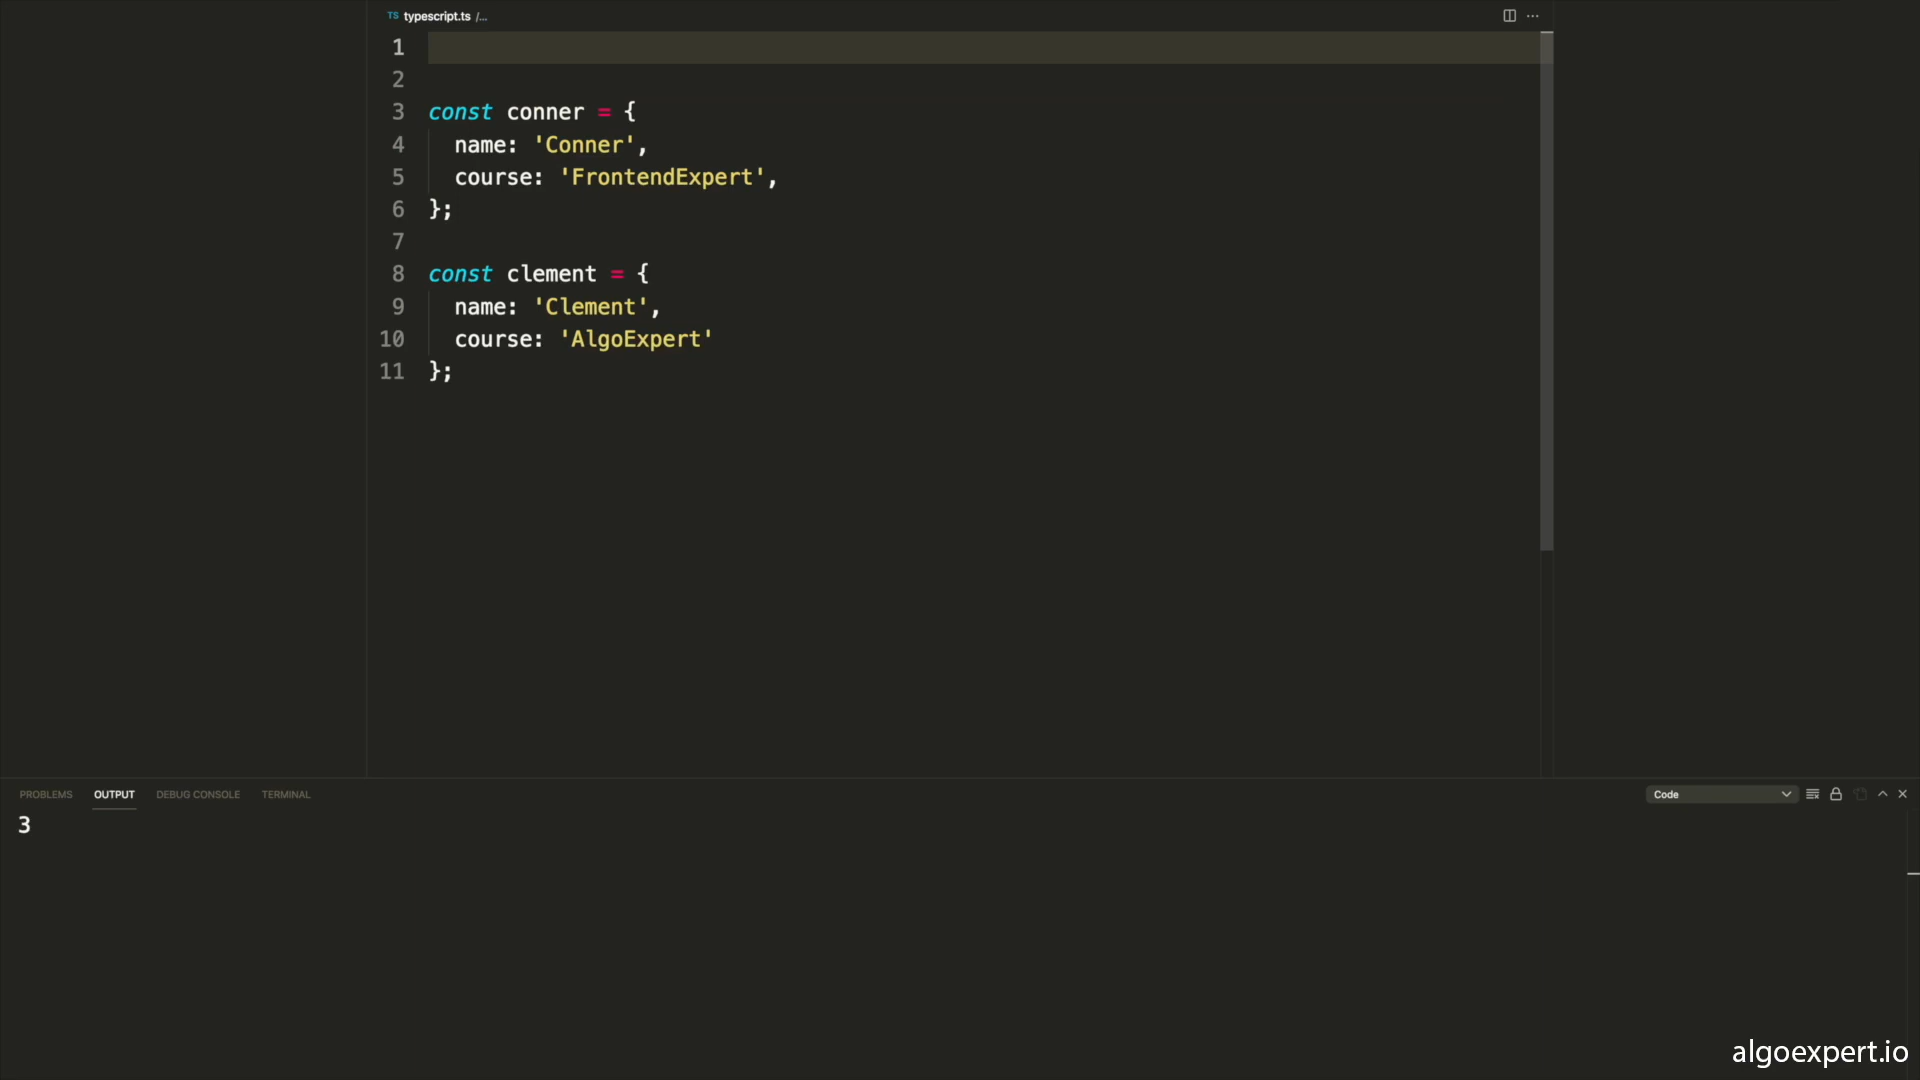 TS typescript.ts /...
1
2
3 const conner = {
4   name: 'Conner',
5   course: 'FrontendExpert',
6 };
7
8 const clement = {
9   name: 'Clement',
10   course: 'AlgoExpert'
11 };
PROBLEMS OUTPUT DEBUG CONSOLE TERMINAL Code
3
algoexpert.io